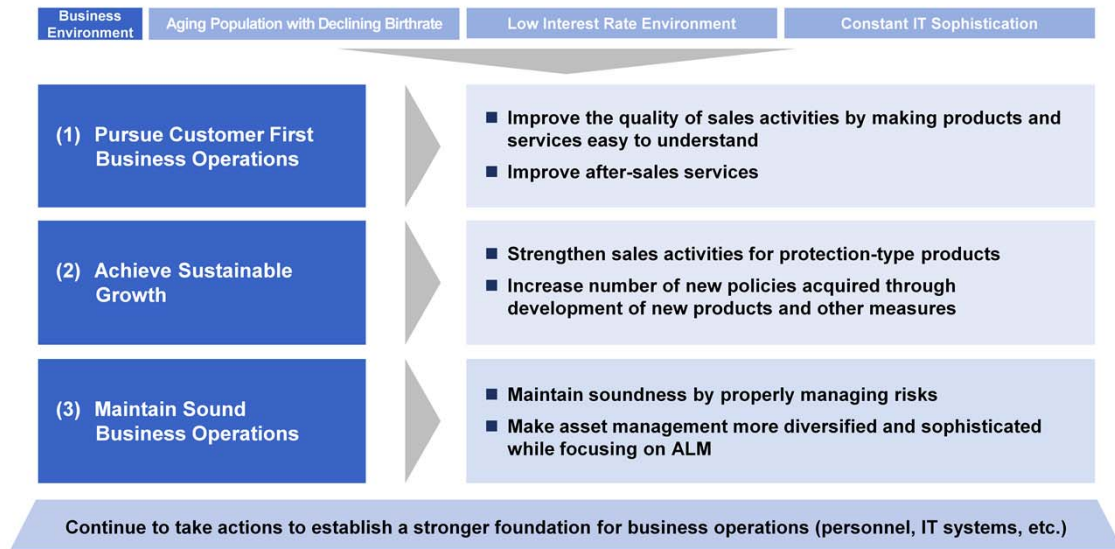 Business
Environment
Aging Population with Declining Birthrate
Low Interest Rate Environment
Constant IT Sophistication
(1) Pursue Customer First
Business Operations
■ Improve the quality of sales activities by making products and
services easy to understand
■ Improve after-sales services
(2) Achieve Sustainable
Growth
■ Strengthen sales activities for protection-type products
■ Increase number of new policies acquired through
development of new products and other measures
(3) Maintain Sound
Business Operations
■ Maintain soundness by properly managing risks
■ Make asset management more diversified and sophisticated
while focusing on ALM
Continue to take actions to establish a stronger foundation for business operations (personnel, IT systems, etc.)